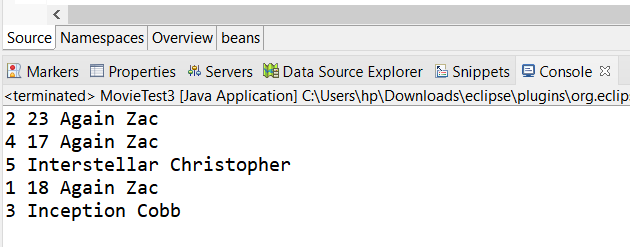 Source Namespaces Overview beans
Markers Properties Servers Data Source Explorer Snippets Console
<terminated> MovieTest3 [Java Application] C:\Users\hp\Downloads\eclipse\plugins\org.eclip
2 23 Again Zac
4 17 Again Zac
5 Interstellar Christopher
1 18 Again Zac
3 Inception Cobb